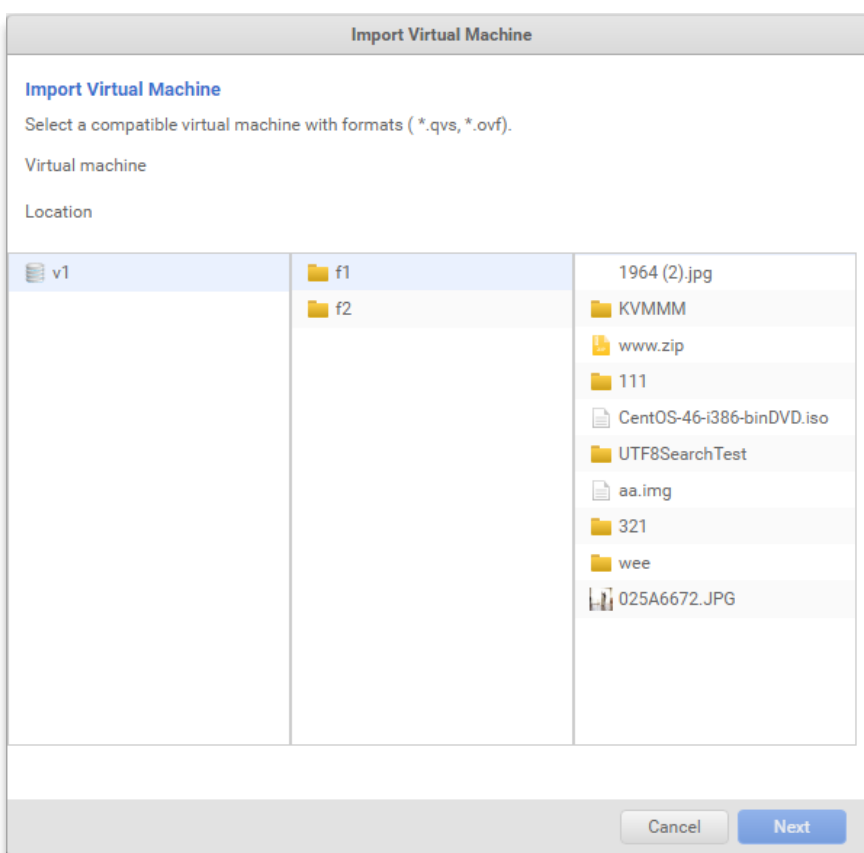 Import Virtual Machine
Import Virtual Machine
Select a compatible virtual machine with formats ( *.qvs, *.ovf).
Virtual machine
Location
v1
f1
f2
1964 (2).jpg
KVMMM
www.zip
111
CentOS-46-i386-binDVD.iso
UTF8SearchTest
aa.img
321
wee
025A6672.JPG
Cancel
Next